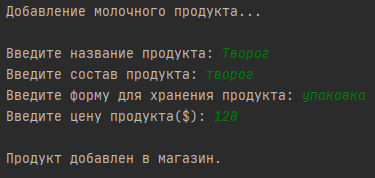 Добавление молочного продукта...
Введите название продукта: Творог
Введите состав продукта: творог
Введите форму для хранения продукта: упаковка
Введите цену продукта($): 120
Продукт добавлен в магазин.